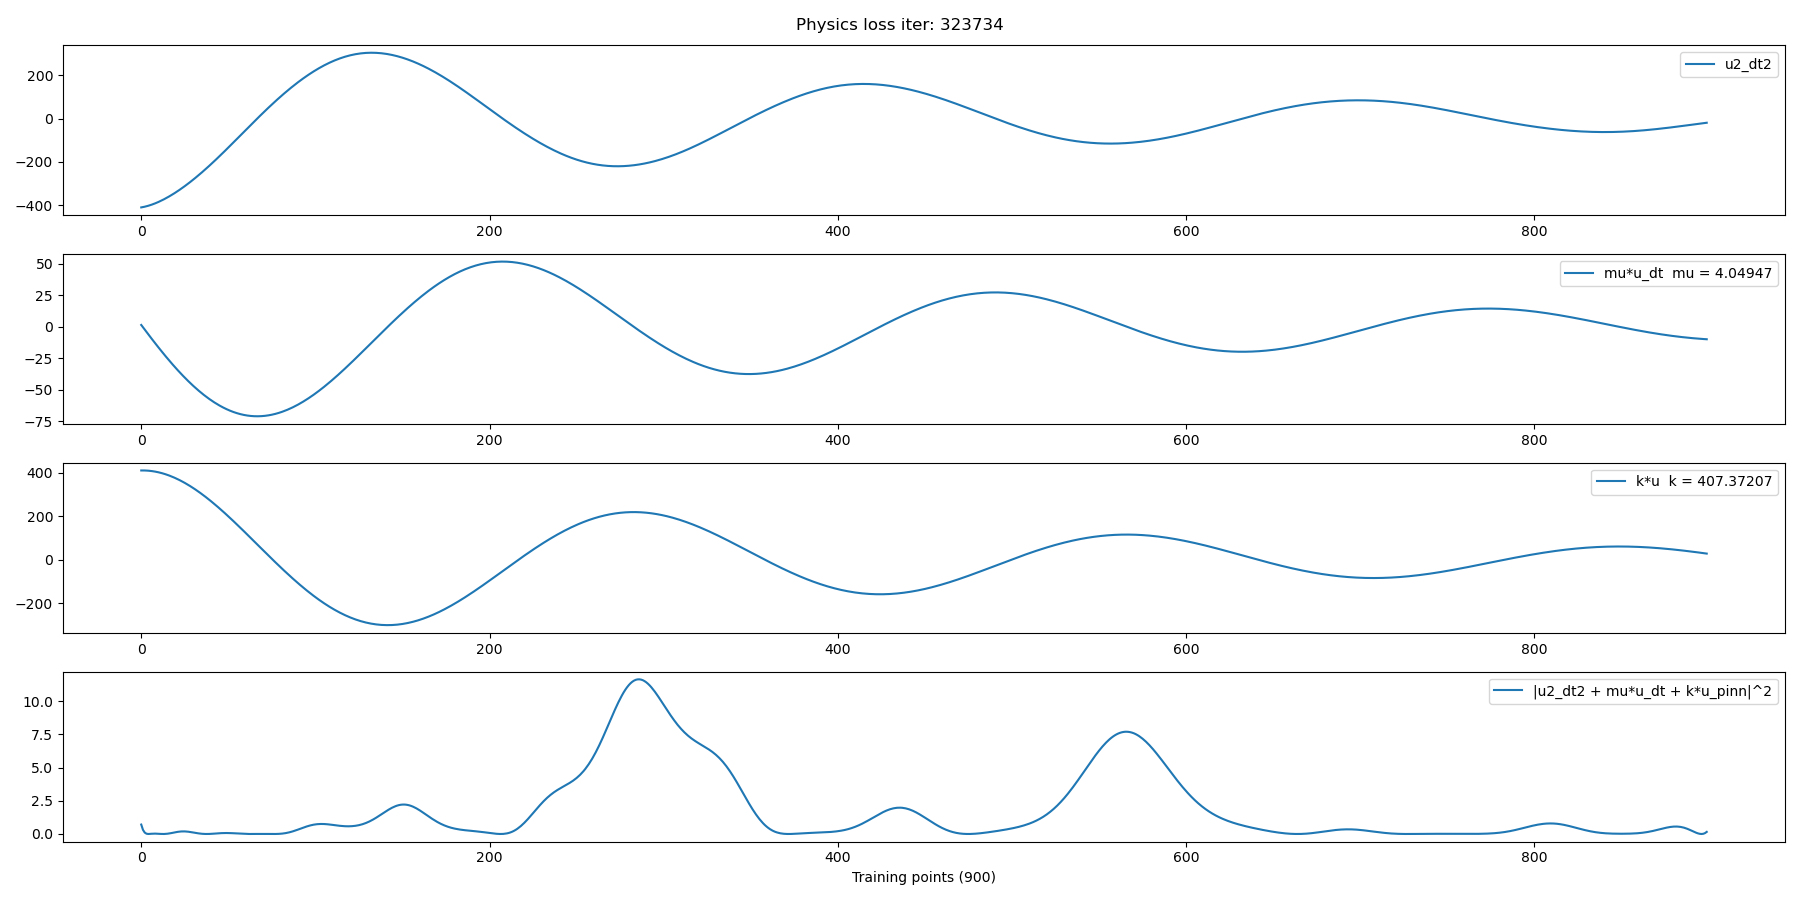 Physics loss iter: 323734
u2_dt2
200
0
−200
−400
0 200 400 600 800
mu*u_dt  mu = 4.04947
50
25
0
−25
−50
−75
0 200 400 600 800
k*u  k = 407.37207
400
200
0
−200
0 200 400 600 800
|u2_dt2 + mu*u_dt + k*u_pinn|^2
10.0
7.5
5.0
2.5
0.0
0 200 400 600 800
Training points (900)